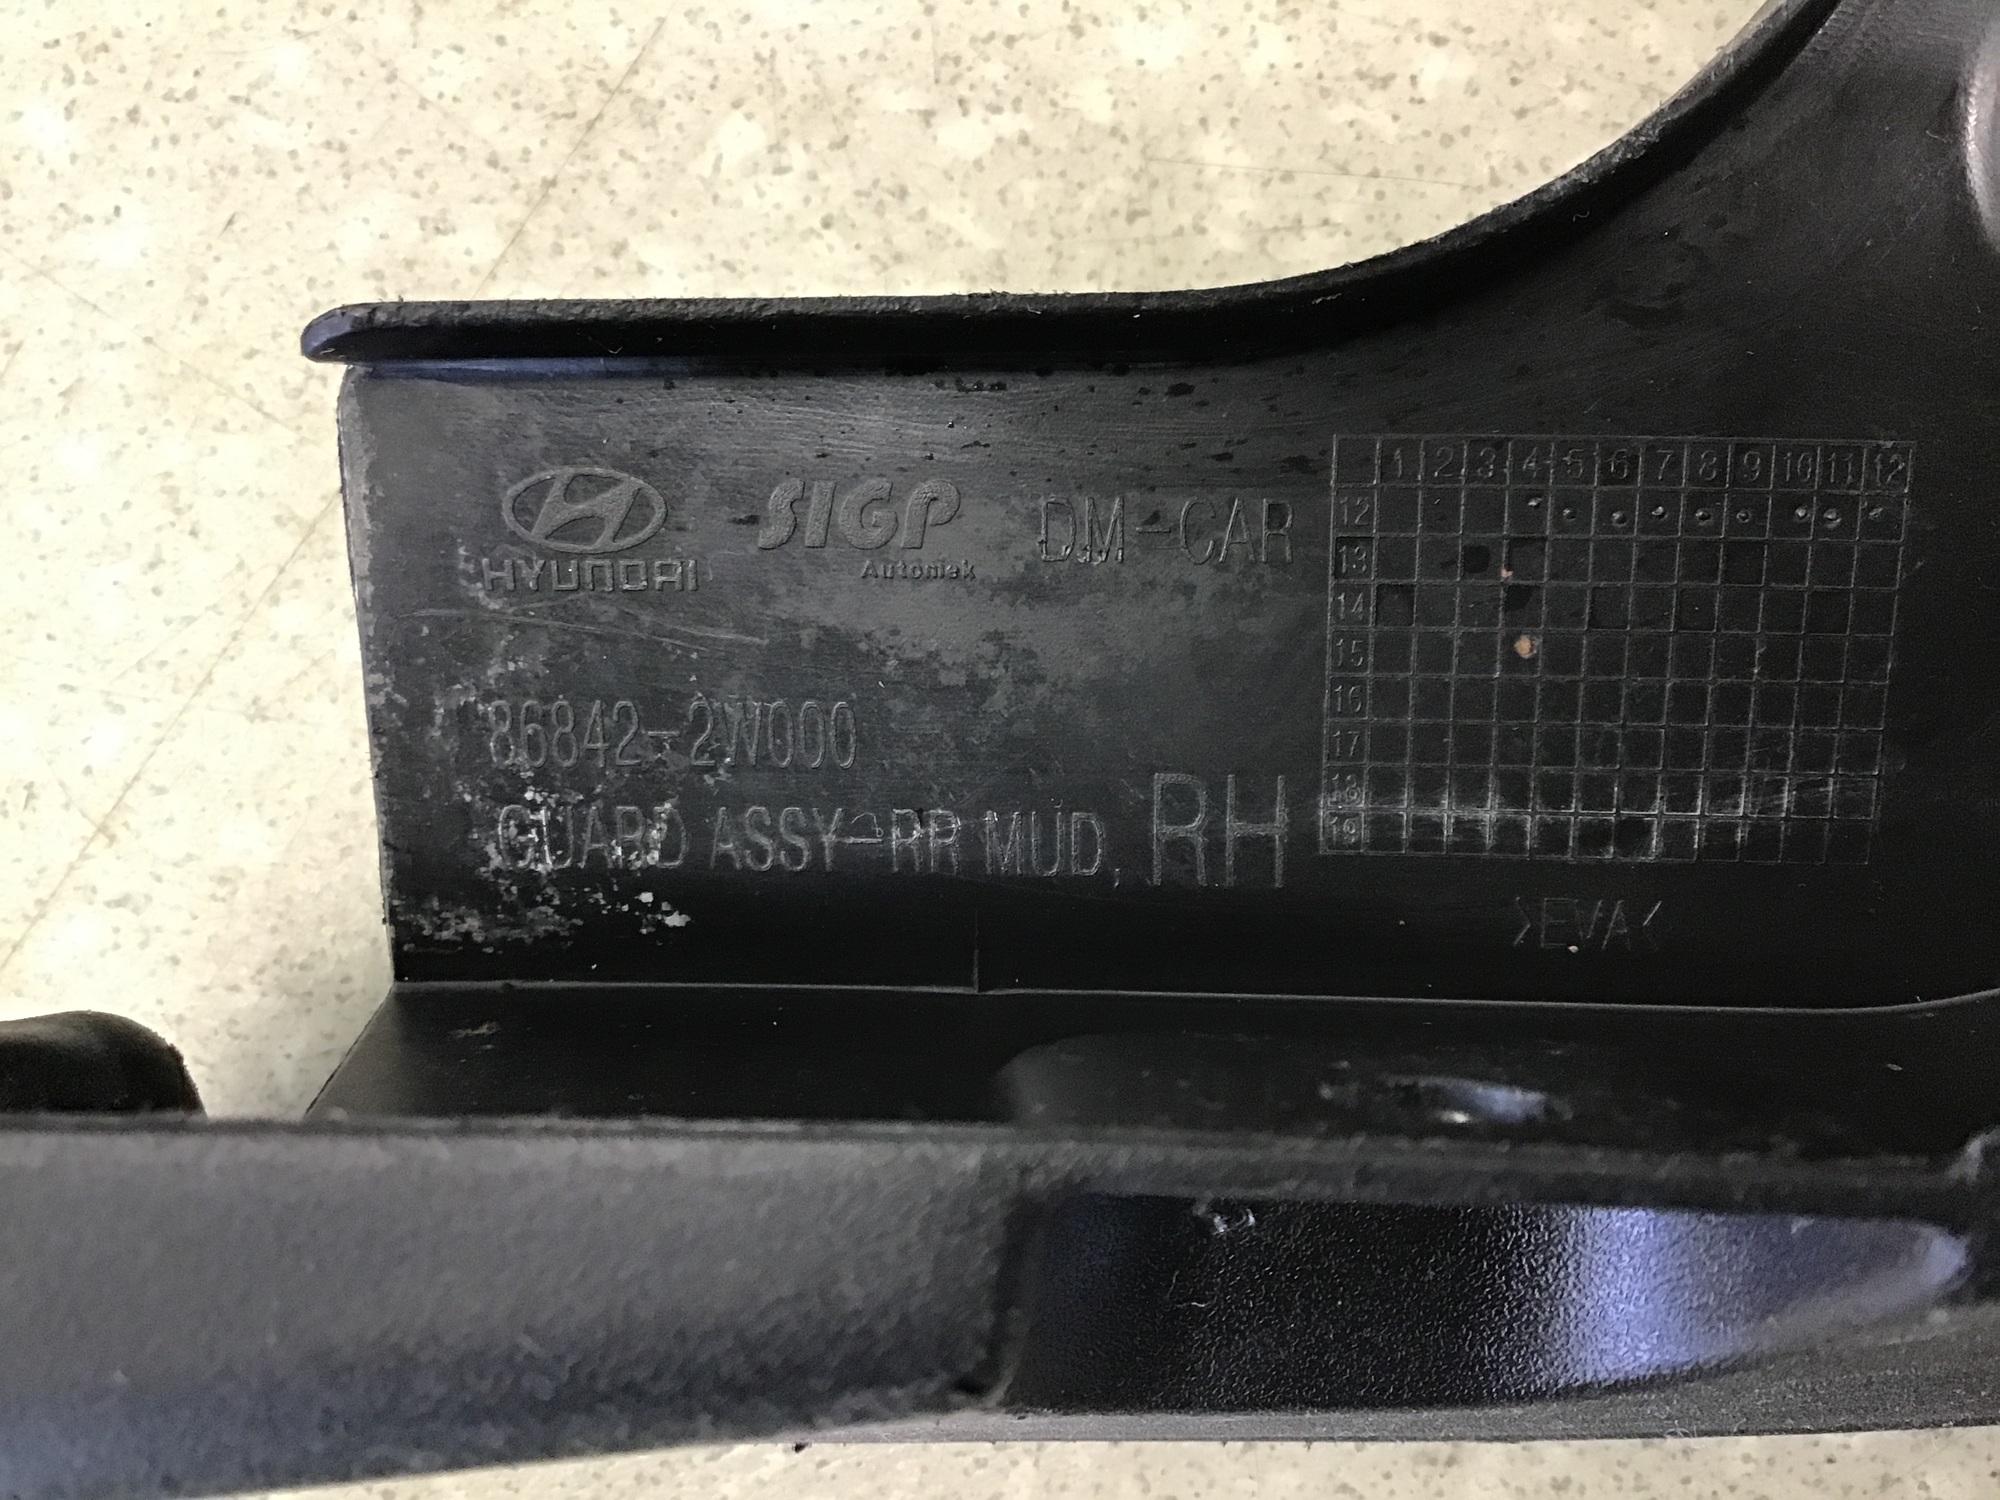 HYUNDAI
SIGP
Automek
DM-CAR
86842-2W000
GUARD ASSY-RR MUD, RH
1 2 3 4 5 6 7 8 9 10 11 12
12
13
14
15
16
17
18
19
>EVA<